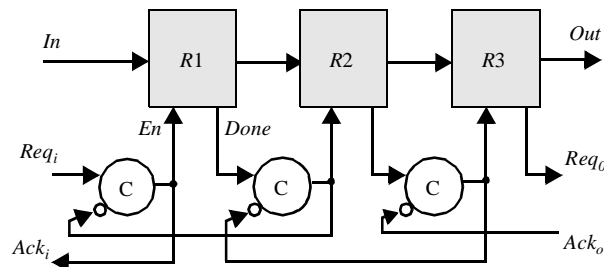 In
R1
R2
R3
Out
En
Done
Req_i
C
C
C
Req_0
Ack_i
Ack_o